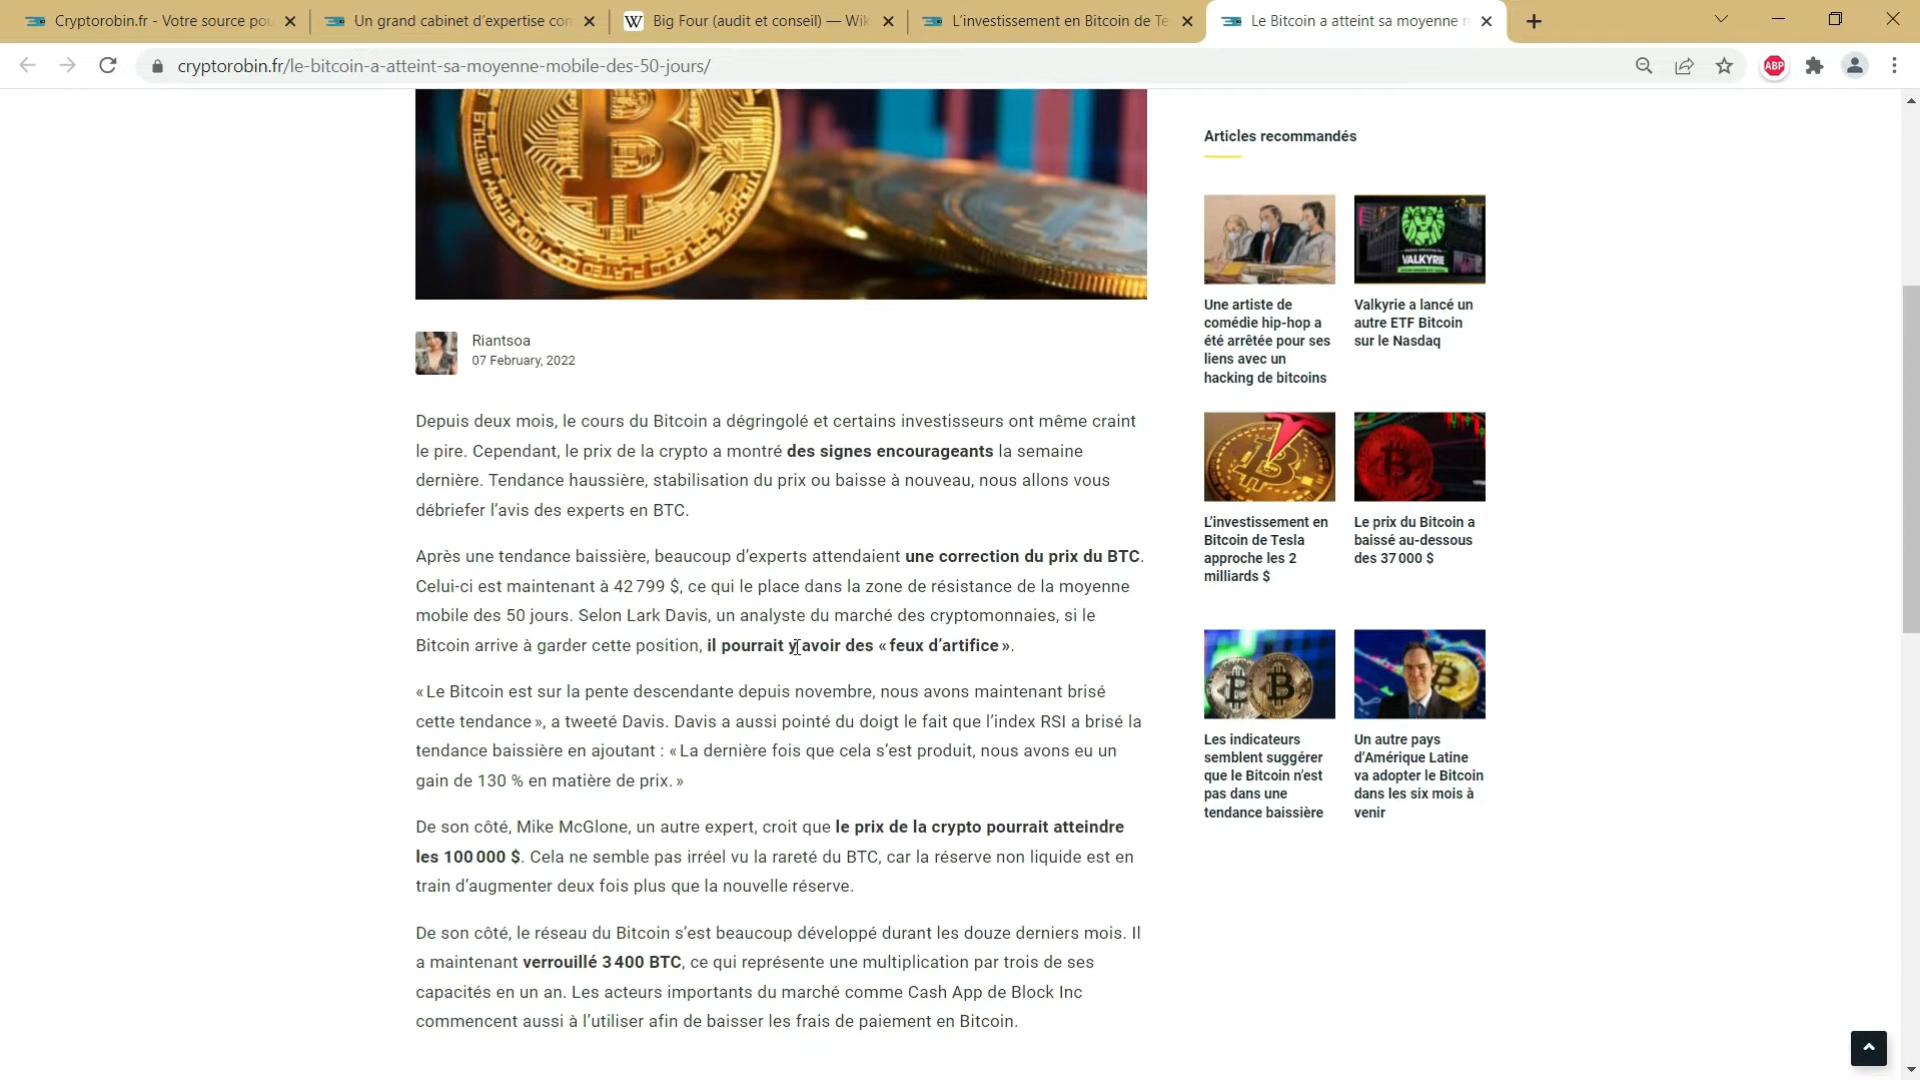 Cryptorobin.fr - Votre source pou
Un grand cabinet d'expertise con
Big Four (audit et conseil) — Wik
L'investissement en Bitcoin de Te
Le Bitcoin a atteint sa moyenne m
cryptorobin.fr/le-bitcoin-a-atteint-sa-moyenne-mobile-des-50-jours/
ABP
Riantsoa
07 February, 2022
Depuis deux mois, le cours du Bitcoin a dégringolé et certains investisseurs ont même craint
le pire. Cependant, le prix de la crypto a montré des signes encourageants la semaine
dernière. Tendance haussière, stabilisation du prix ou baisse à nouveau, nous allons vous
débriefer l'avis des experts en BTC.
Après une tendance baissière, beaucoup d'experts attendaient une correction du prix du BTC.
Celui-ci est maintenant à 42 799 $, ce qui le place dans la zone de résistance de la moyenne
mobile des 50 jours. Selon Lark Davis, un analyste du marché des cryptomonnaies, si le
Bitcoin arrive à garder cette position, il pourrait y avoir des « feux d'artifice ».
« Le Bitcoin est sur la pente descendante depuis novembre, nous avons maintenant brisé
cette tendance », a tweeté Davis. Davis a aussi pointé du doigt le fait que l'index RSI a brisé la
tendance baissière en ajoutant : « La dernière fois que cela s'est produit, nous avons eu un
gain de 130 % en matière de prix. »
De son côté, Mike McGlone, un autre expert, croit que le prix de la crypto pourrait atteindre
les 100 000 $. Cela ne semble pas irréel vu la rareté du BTC, car la réserve non liquide est en
train d'augmenter deux fois plus que la nouvelle réserve.
De son côté, le réseau du Bitcoin s'est beaucoup développé durant les douze derniers mois. Il
a maintenant verrouillé 3 400 BTC, ce qui représente une multiplication par trois de ses
capacités en un an. Les acteurs importants du marché comme Cash App de Block Inc
commencent aussi à l'utiliser afin de baisser les frais de paiement en Bitcoin.
Articles recommandés
Une artiste de
comédie hip-hop a
été arrêtée pour ses
liens avec un
hacking de bitcoins
VALKYRIE
Valkyrie a lancé un
autre ETF Bitcoin
sur le Nasdaq
L'investissement en
Bitcoin de Tesla
approche les 2
milliards $
Le prix du Bitcoin a
baissé au-dessous
des 37 000 $
Les indicateurs
semblent suggérer
que le Bitcoin n'est
pas dans une
tendance baissière
Un autre pays
d'Amérique Latine
va adopter le Bitcoin
dans les six mois à
venir